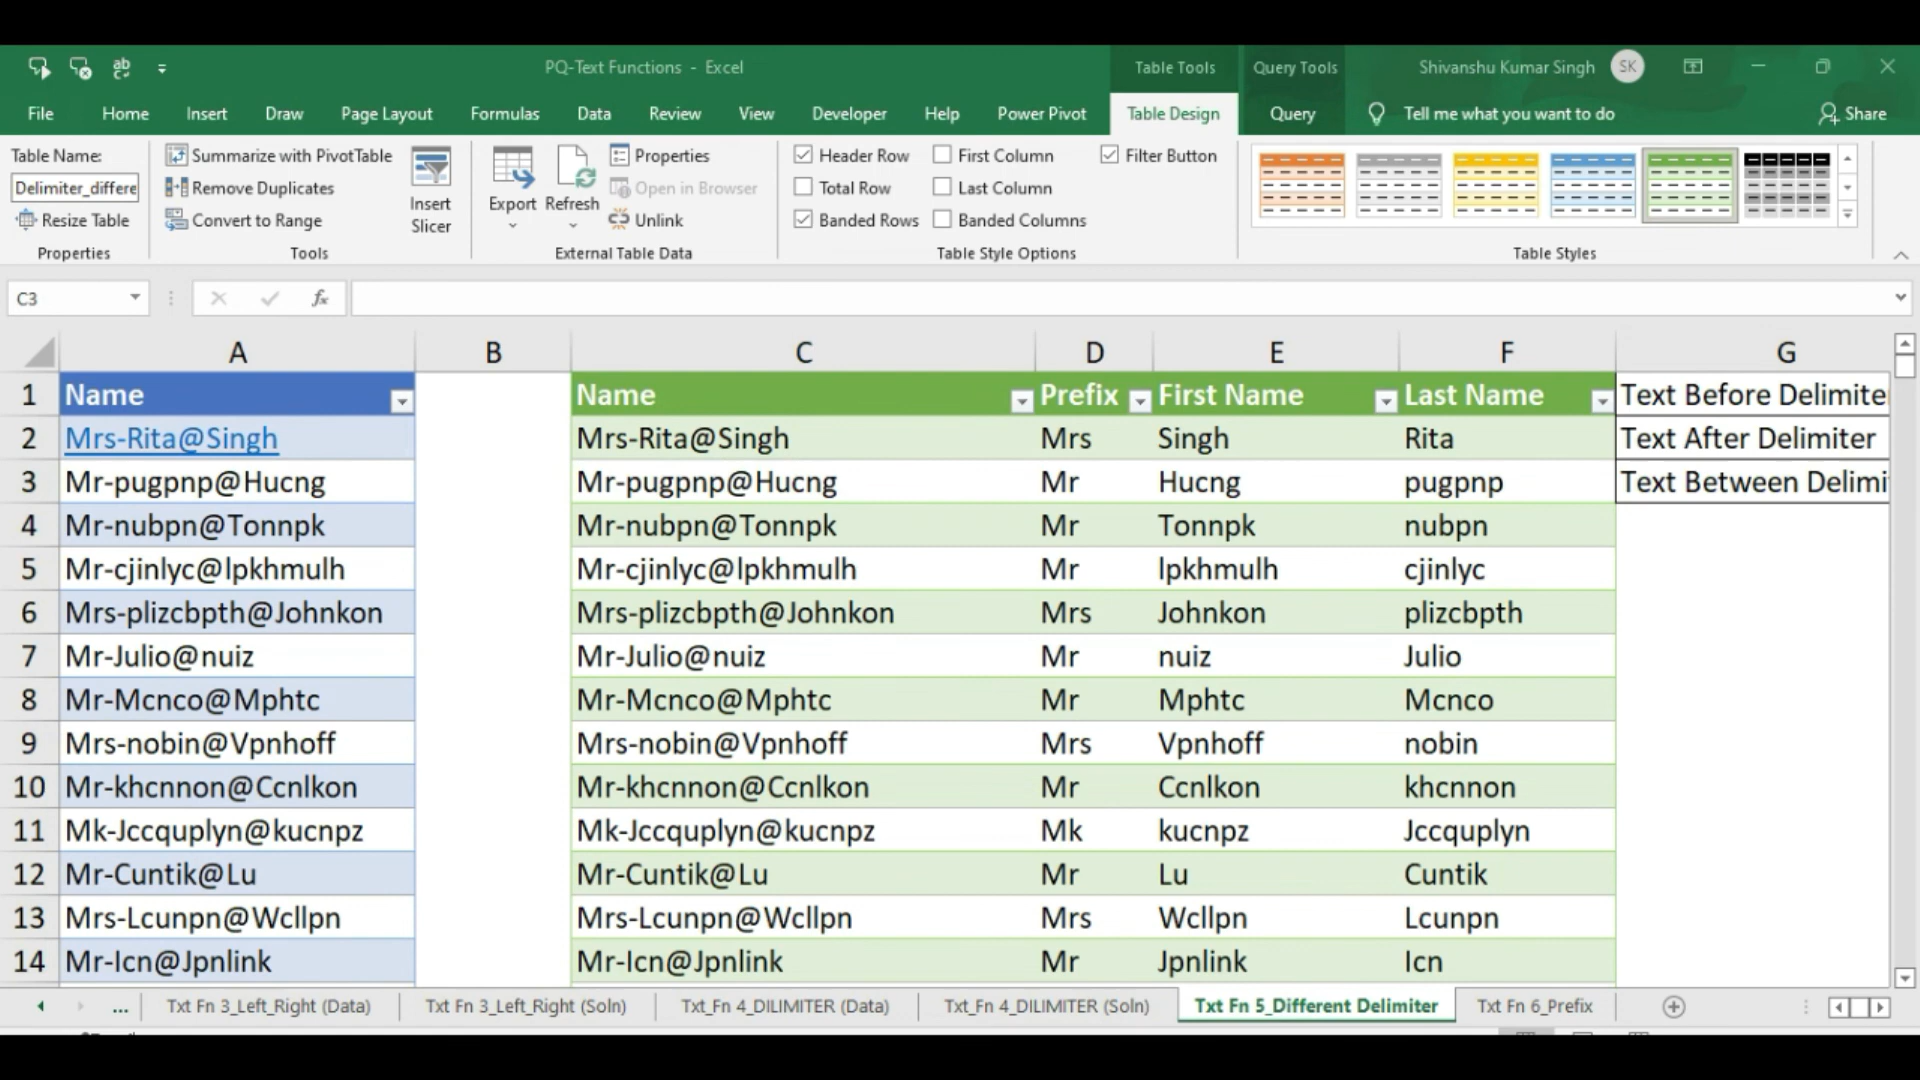 PQ-Text Functions - Excel
Table Tools
Query Tools
Shivanshu Kumar Singh
SK
File
Home
Insert
Draw
Page Layout
Formulas
Data
Review
View
Developer
Help
Power Pivot
Table Design
Query
Tell me what you want to do
Share
Table Name:
Delimiter_differe
Resize Table
Properties
Summarize with PivotTable
Remove Duplicates
Convert to Range
Insert
Slicer
Tools
Export
Refresh
Properties
Open in Browser
Unlink
External Table Data
Header Row
First Column
Filter Button
Total Row
Last Column
Banded Rows
Banded Columns
Table Style Options
Table Styles
C3
fx
A B C D E F G
1 Name Name Prefix First Name Last Name Text Before Delimite
2 Mrs-Rita@Singh Mrs-Rita@Singh Mrs Singh Rita Text After Delimiter
3 Mr-pugpnp@Hucng Mr-pugpnp@Hucng Mr Hucng pugpnp Text Between Delimi
4 Mr-nubpn@Tonnpk Mr-nubpn@Tonnpk Mr Tonnpk nubpn
5 Mr-cjinlyc@lpkhmulh Mr-cjinlyc@lpkhmulh Mr lpkhmulh cjinlyc
6 Mrs-plizcbpth@Johnkon Mrs-plizcbpth@Johnkon Mrs Johnkon plizcbpth
7 Mr-Julio@nuiz Mr-Julio@nuiz Mr nuiz Julio
8 Mr-Mcnco@Mphtc Mr-Mcnco@Mphtc Mr Mphtc Mcnco
9 Mrs-nobin@Vpnhoff Mrs-nobin@Vpnhoff Mrs Vpnhoff nobin
10 Mr-khcnnon@Ccnlkon Mr-khcnnon@Ccnlkon Mr Ccnlkon khcnnon
11 Mk-Jccquplyn@kucnpz Mk-Jccquplyn@kucnpz Mk kucnpz Jccquplyn
12 Mr-Cuntik@Lu Mr-Cuntik@Lu Mr Lu Cuntik
13 Mrs-Lcunpn@Wcllpn Mrs-Lcunpn@Wcllpn Mrs Wcllpn Lcunpn
14 Mr-Icn@Jpnlink Mr-Icn@Jpnlink Mr Jpnlink Icn
... Txt Fn 3_Left_Right (Data) Txt Fn 3_Left_Right (Soln) Txt_Fn 4_DILIMITER (Data) Txt_Fn 4_DILIMITER (Soln) Txt Fn 5_Different Delimiter Txt Fn 6_Prefix